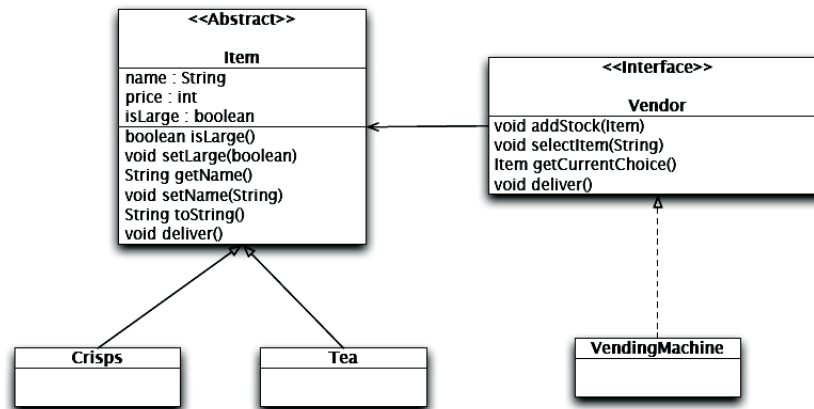 <<Abstract>>
Item
name : String
price : int
isLarge : boolean
boolean isLarge()
void setLarge(boolean)
String getName()
void setName(String)
String toString()
void deliver()
<<Interface>>
Vendor
void addStock(Item)
void selectItem(String)
Item getCurrentChoice()
void deliver()
Crisps
Tea
VendingMachine